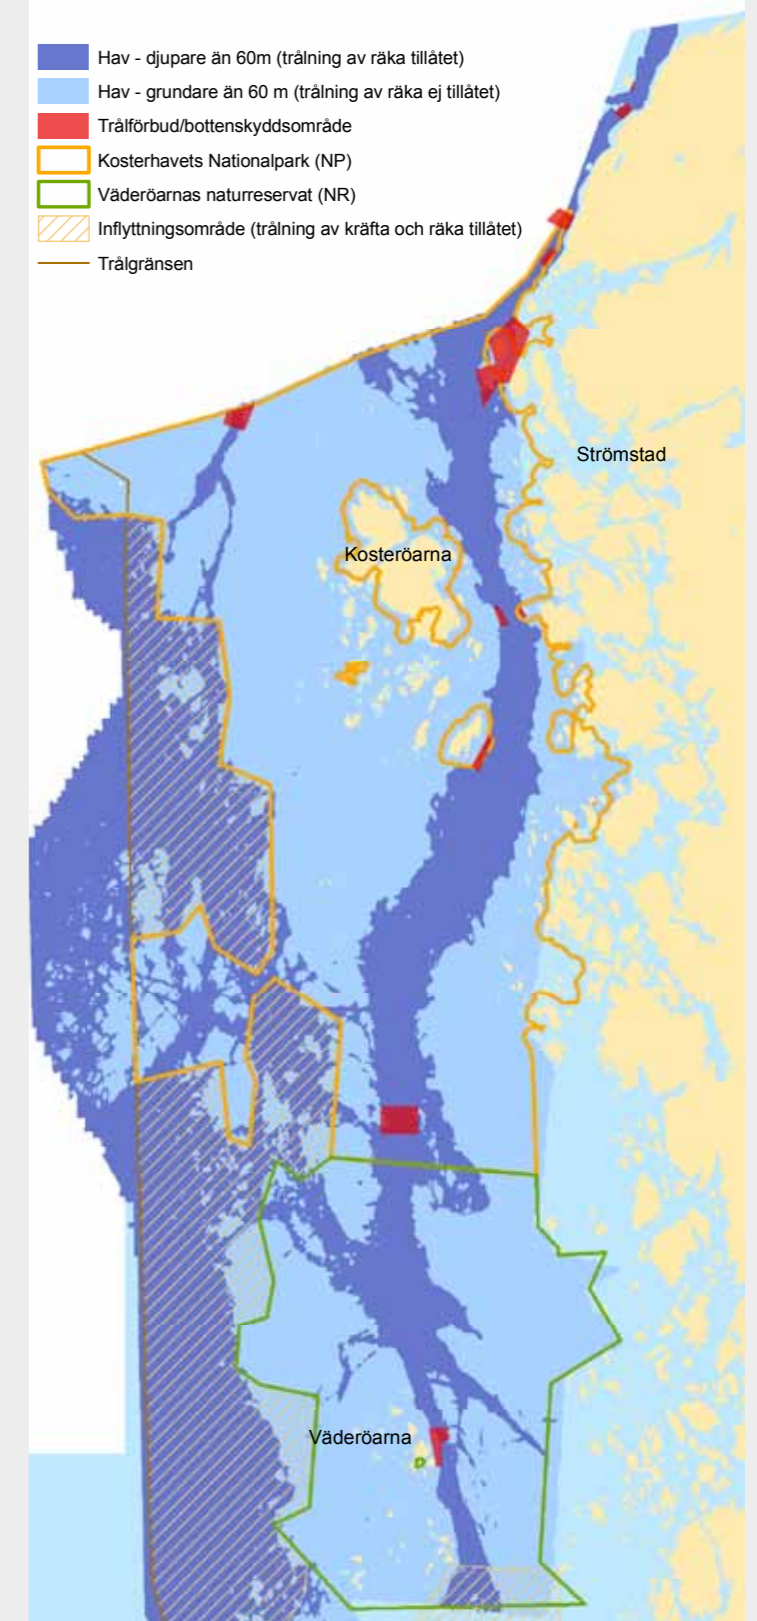 Hav - djupare än 60m (trålning av räka tillåtet)
Hav - grundare än 60 m (trålning av räka ej tillåtet)
Trålförbud/bottenskyddsområde
Kosterhavets Nationalpark (NP)
Väderöarnas naturreservat (NR)
Inflyttningsområde (trålning av kräfta och räka tillåtet)
Trålgränsen
Strömstad
Kosteröarna
Väderöarna